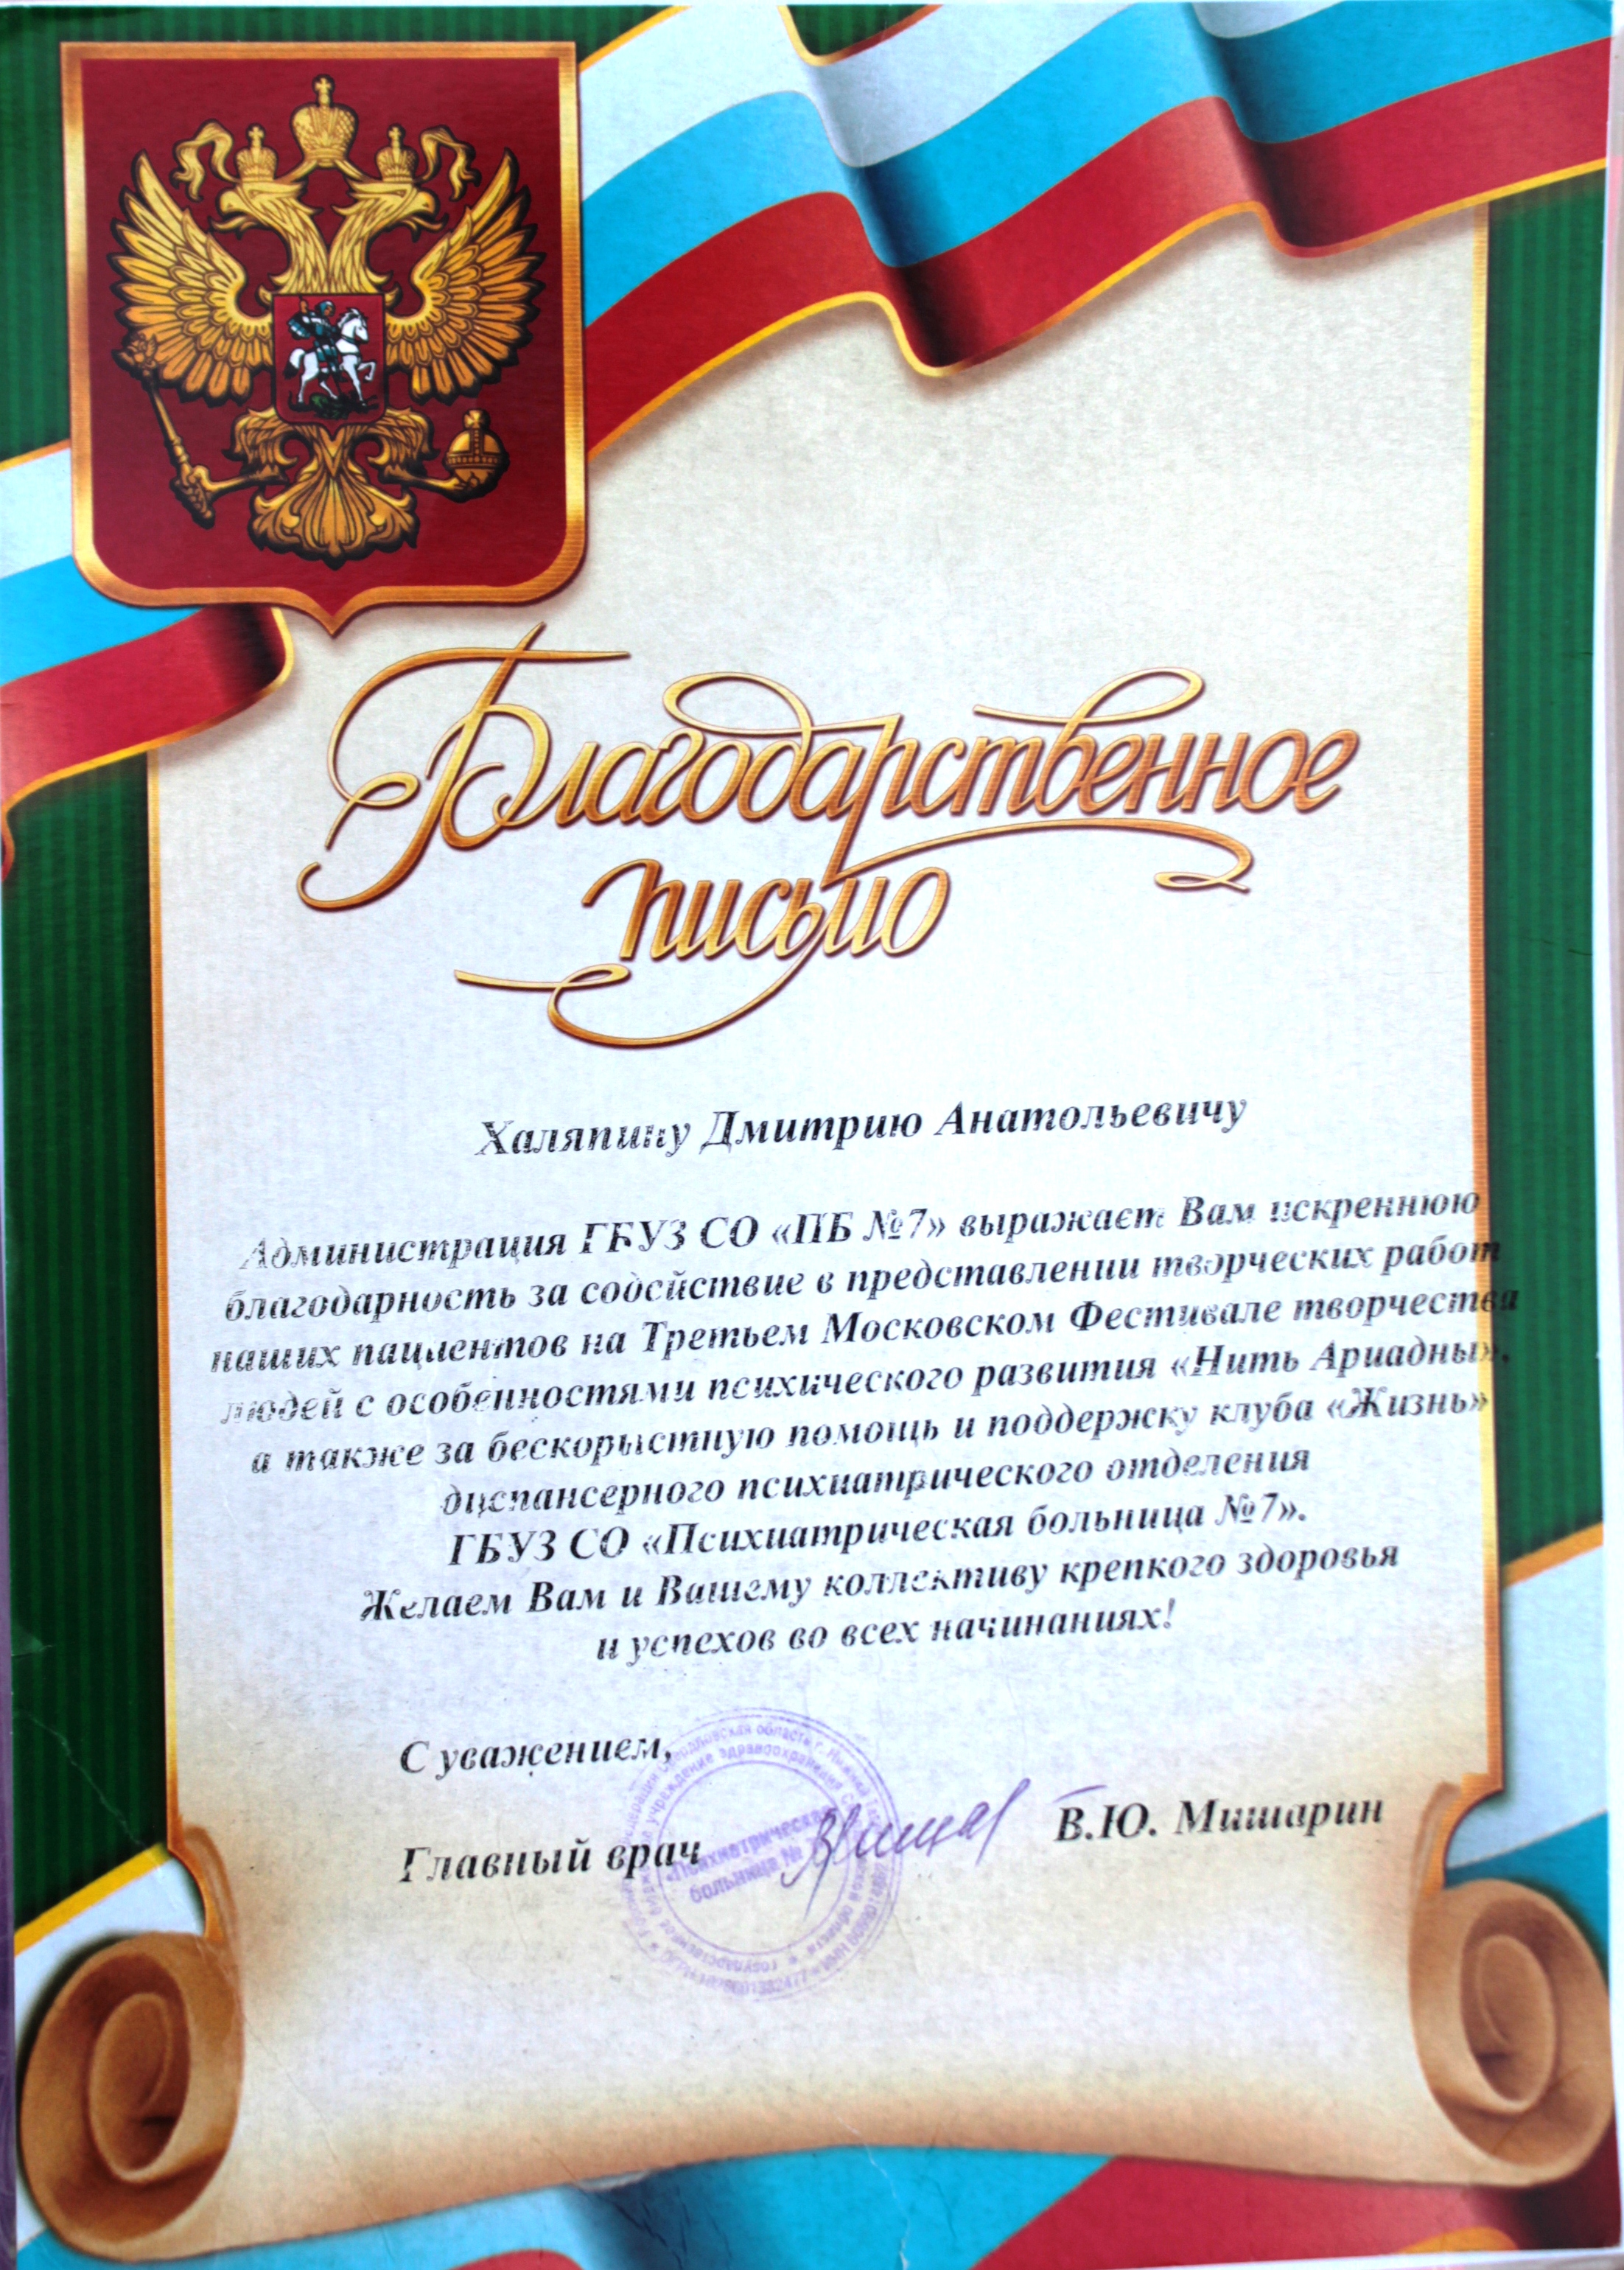 Благодарственное
письмо
Халяпину Дмитрию Анатольевичу
Администрация ГБУЗ СО «ПБ №7» выражает Вам искреннюю
благодарность за содействие в представлении творческих работ
наших пациентов на Третьем Московском Фестивале творчества
людей с особенностями психического развития «Нить Ариадны»,
а также за бескорыстную помощь и поддержку клуба «Жизнь»
диспансерного психиатрического отделения
ГБУЗ СО «Психиатрическая больница №7».
Желаем Вам и Вашему коллективу крепкого здоровья
и успехов во всех начинаниях!
С уважением,
Главный врач
В.Ю. Мишарин
«Психиатрическая
больница №